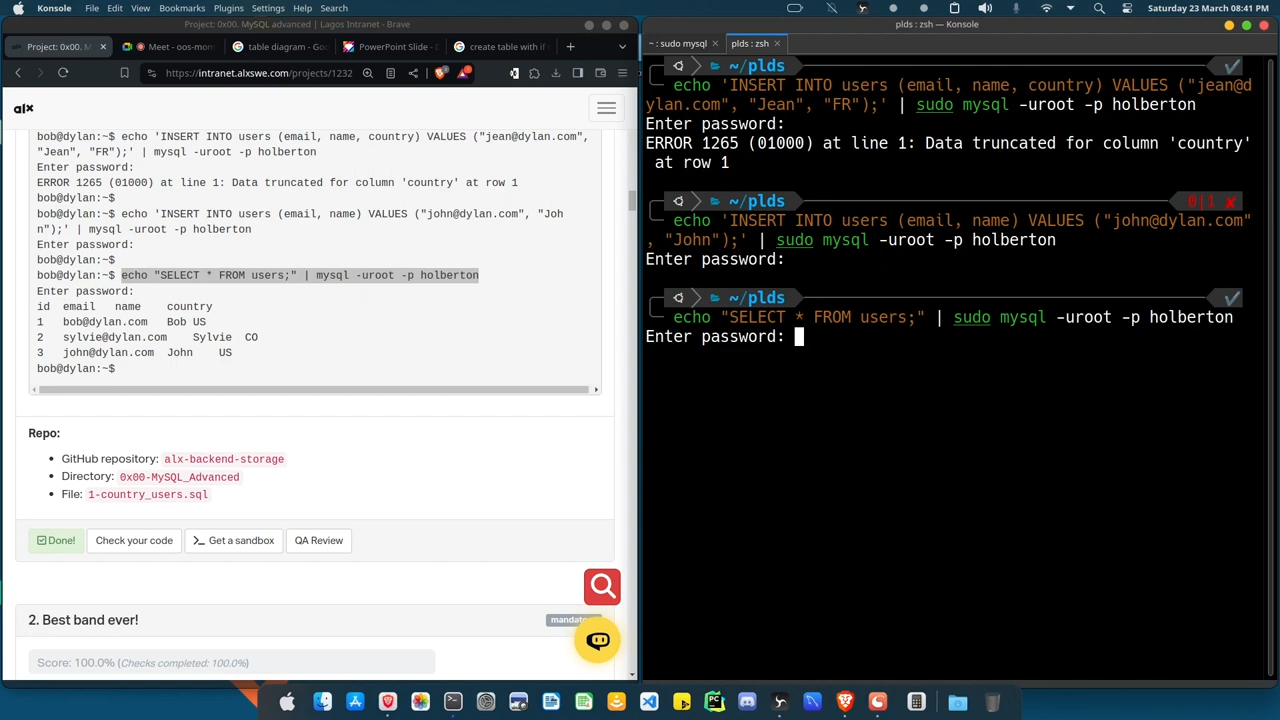 Konsole File Edit View Bookmarks Plugins Settings Help Search
Saturday 23 March 08:41 PM
Project: 0x00. MySQL advanced | Lagos Intranet - Brave
Project: 0x00. M
Meet - oos-mom
table diagram - Goo
PowerPoint Slide - D
create table with if n
https://intranet.alxswe.com/projects/1232
alx
bob@dylan:~$ echo 'INSERT INTO users (email, name, country) VALUES ("jean@dylan.com",
"Jean", "FR");' | mysql -uroot -p holberton
Enter password:
ERROR 1265 (01000) at line 1: Data truncated for column 'country' at row 1
bob@dylan:~$
bob@dylan:~$ echo 'INSERT INTO users (email, name) VALUES ("john@dylan.com", "Joh
n");' | mysql -uroot -p holberton
Enter password:
bob@dylan:~$
bob@dylan:~$ echo "SELECT * FROM users;" | mysql -uroot -p holberton
Enter password:
id email name country
1 bob@dylan.com Bob US
2 sylvie@dylan.com Sylvie CO
3 john@dylan.com John US
bob@dylan:~$
Repo:
GitHub repository: alx-backend-storage
Directory: 0x00-MySQL_Advanced
File: 1-country_users.sql
Done! Check your code >_ Get a sandbox QA Review
2. Best band ever!
mandato
Score: 100.0% (Checks completed: 100.0%)
plds : zsh — Konsole
~ : sudo mysql
plds : zsh
~/plds
echo 'INSERT INTO users (email, name, country) VALUES ("jean@d
ylan.com", "Jean", "FR");' | sudo mysql -uroot -p holberton
Enter password:
ERROR 1265 (01000) at line 1: Data truncated for column 'country'
at row 1
~/plds
0|1 ✘
echo 'INSERT INTO users (email, name) VALUES ("john@dylan.com"
, "John");' | sudo mysql -uroot -p holberton
Enter password:
~/plds
echo "SELECT * FROM users;" | sudo mysql -uroot -p holberton
Enter password: